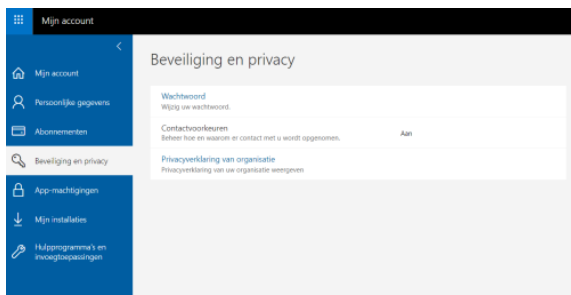 Mijn account
Mijn account
Persoonlijke gegevens
Abonnementen
Beveiliging en privacy
App-machtigingen
Mijn installaties
Hulpprogramma's en
invoegtoepassingen
Beveiliging en privacy
Wachtwoord
Wijzig uw wachtwoord.
Contactvoorkeuren
Beheer hoe en waarom er contact met u wordt opgenomen.
Aan
Privacyverklaring van organisatie
Privacyverklaring van uw organisatie weergeven